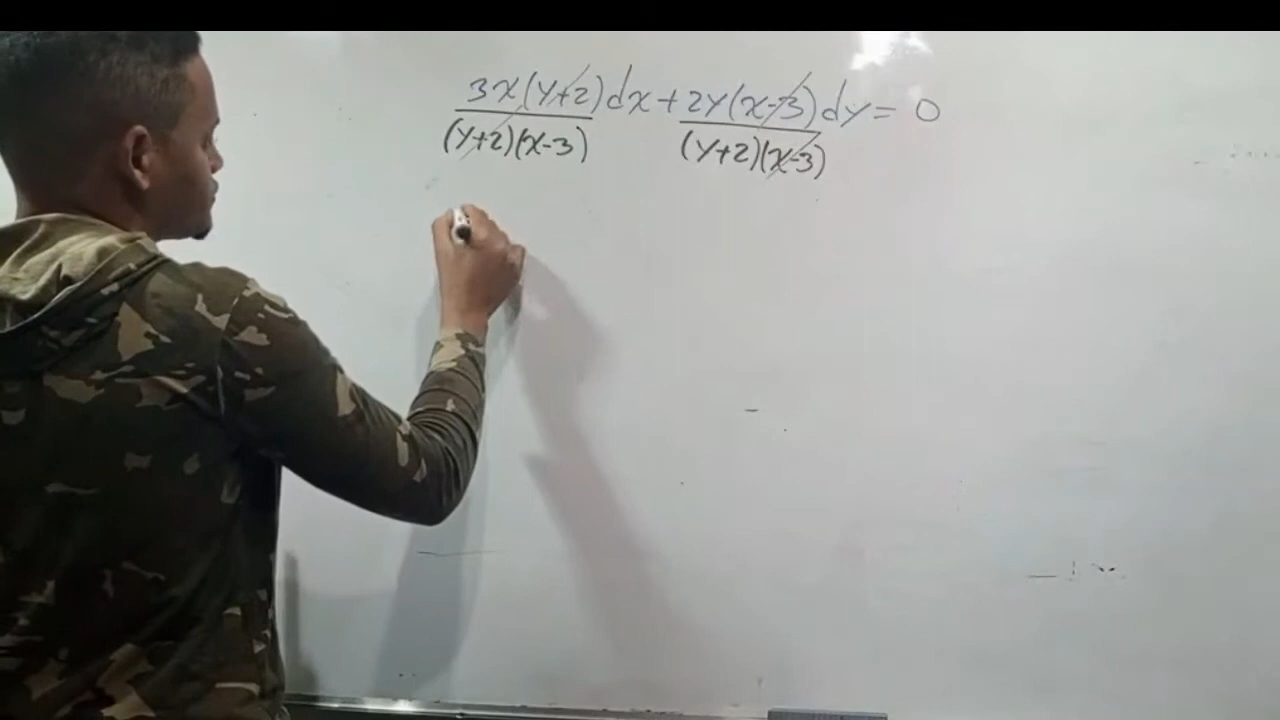 3x(y+2)dx + 2y(x-3)dy = 0
(y+2)(x-3) (y+2)(x-3)